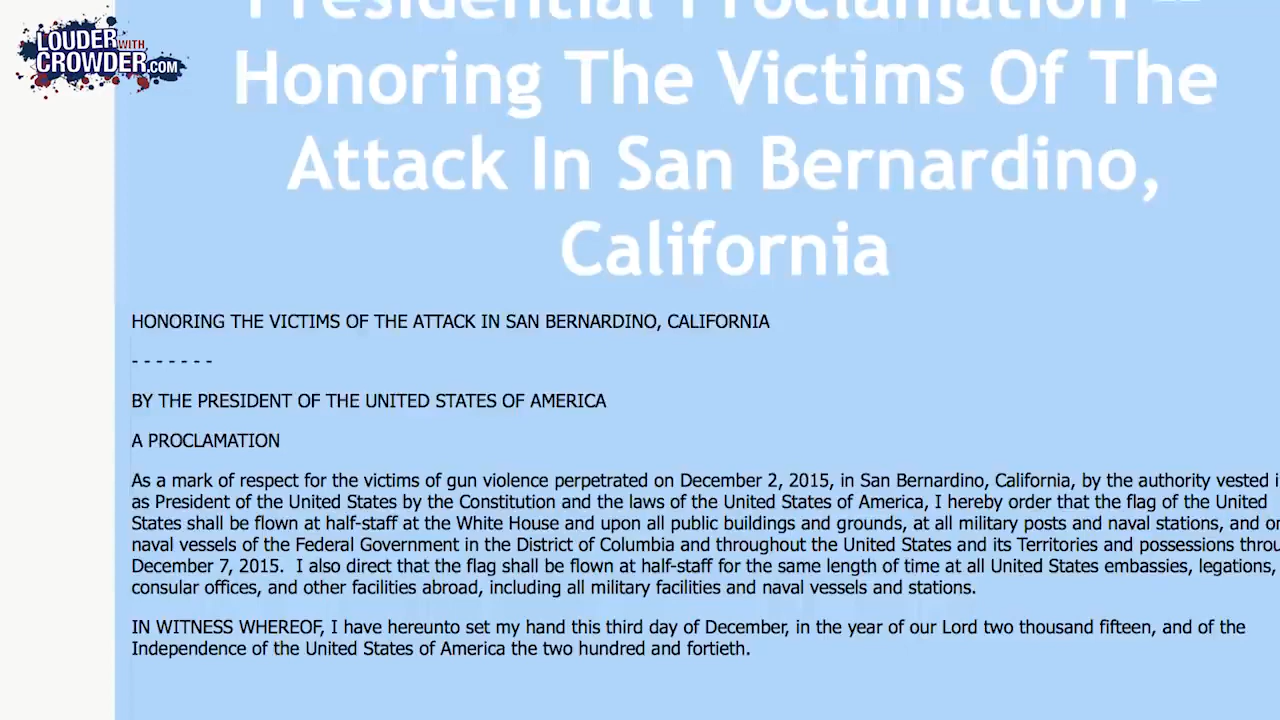 Presidential Proclamation --
LOUDER WITH
CROWDER.COM
Honoring The Victims Of The
Attack In San Bernardino,
California
HONORING THE VICTIMS OF THE ATTACK IN SAN BERNARDINO, CALIFORNIA
- - - - - - -
BY THE PRESIDENT OF THE UNITED STATES OF AMERICA
A PROCLAMATION
As a mark of respect for the victims of gun violence perpetrated on December 2, 2015, in San Bernardino, California, by the authority vested
as President of the United States by the Constitution and the laws of the United States of America, I hereby order that the flag of the United
States shall be flown at half-staff at the White House and upon all public buildings and grounds, at all military posts and naval stations, and
naval vessels of the Federal Government in the District of Columbia and throughout the United States and its Territories and possessions
December 7, 2015.  I also direct that the flag shall be flown at half-staff for the same length of time at all United States embassies, legations,
consular offices, and other facilities abroad, including all military facilities and naval vessels and stations.
IN WITNESS WHEREOF, I have hereunto set my hand this third day of December, in the year of our Lord two thousand fifteen, and of the
Independence of the United States of America the two hundred and fortieth.